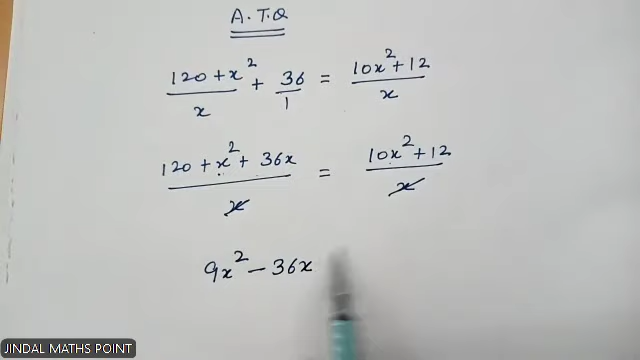 A.T.Q
(120 + x²)/x + 36/1 = (10x² + 12)/x
(120 + x² + 36x)/x = (10x² + 12)/x
9x² - 36x
JINDAL MATHS POINT